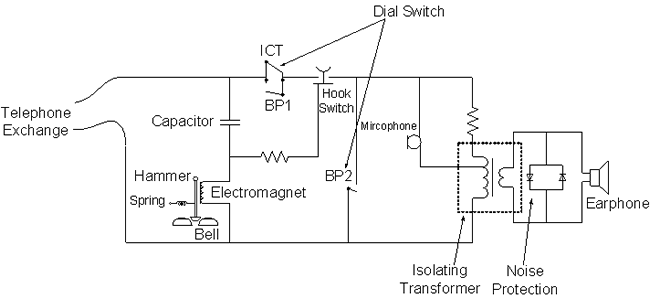 Dial Switch
ICT
BP1
Hook
Switch
Telephone
Exchange
Capacitor
Mircophone
Hammer
Electromagnet
Spring
Bell
BP2
Earphone
Isolating
Transformer
Noise
Protection